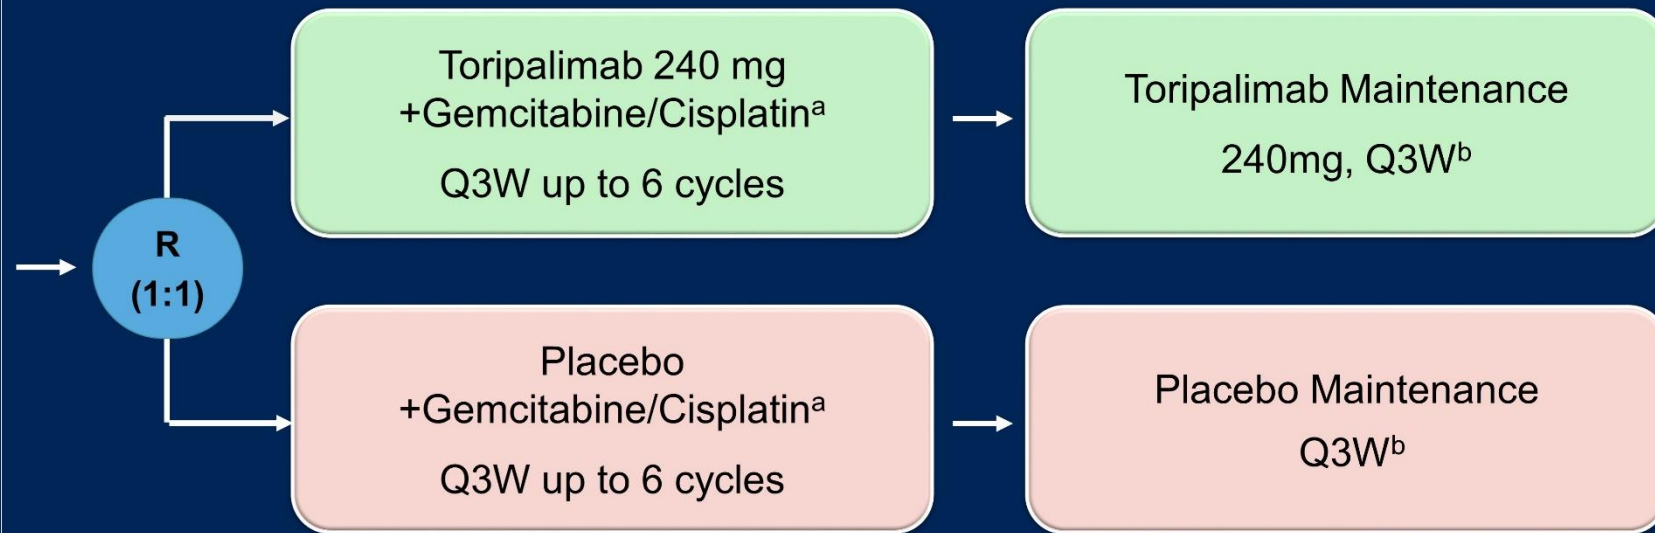 R
(1:1)
Toripalimab 240 mg
+Gemcitabine/Cisplatinᵃ
Q3W up to 6 cycles
Toripalimab Maintenance
240mg, Q3Wᵇ
Placebo
+Gemcitabine/Cisplatinᵃ
Q3W up to 6 cycles
Placebo Maintenance
Q3Wᵇ